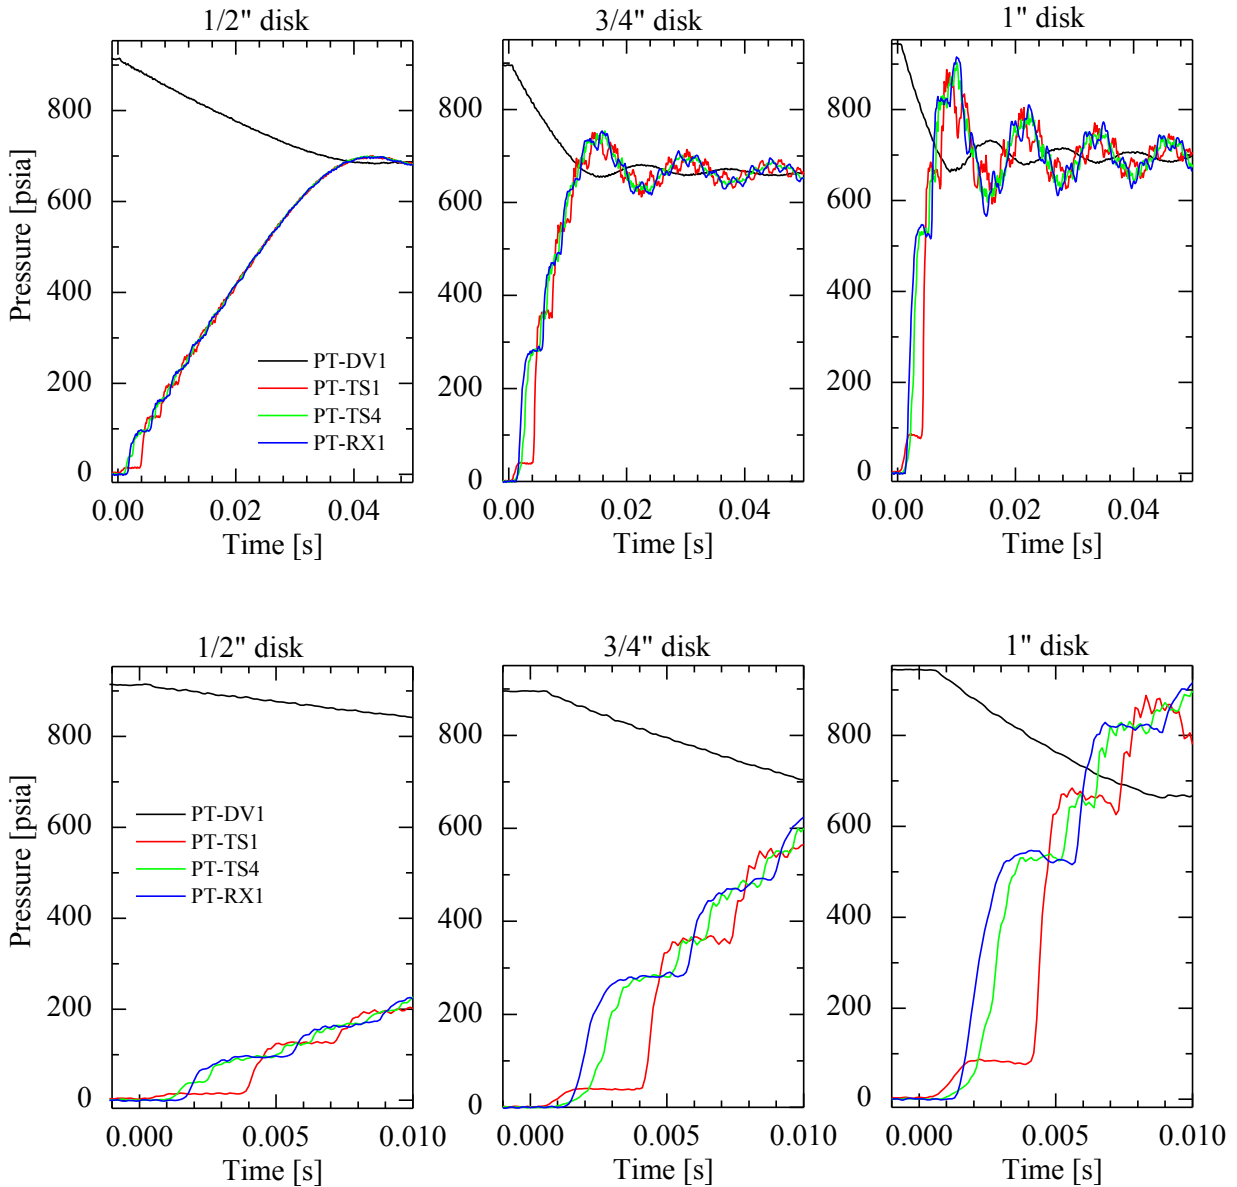 1/2" disk
3/4" disk
1" disk
Pressure [psia]
800
600
400
200
0
PT-DV1
PT-TS1
PT-TS4
PT-RX1
0.00
0.02
0.04
Time [s]
800
600
400
200
0
0.00
0.02
0.04
Time [s]
800
600
400
200
0
0.00
0.02
0.04
Time [s]
1/2" disk
3/4" disk
1" disk
Pressure [psia]
800
600
400
200
0
PT-DV1
PT-TS1
PT-TS4
PT-RX1
0.000
0.005
0.010
Time [s]
800
600
400
200
0
0.000
0.005
0.010
Time [s]
800
600
400
200
0
0.000
0.005
0.010
Time [s]